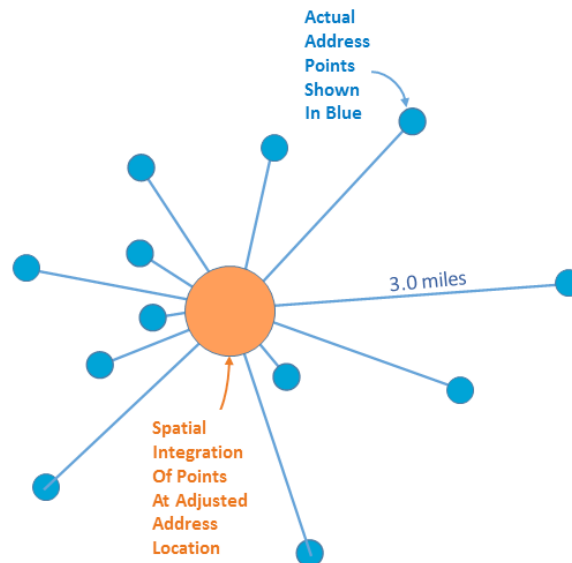 Actual
Address
Points
Shown
In Blue
3.0 miles
Spatial
Integration
Of Points
At Adjusted
Address
Location